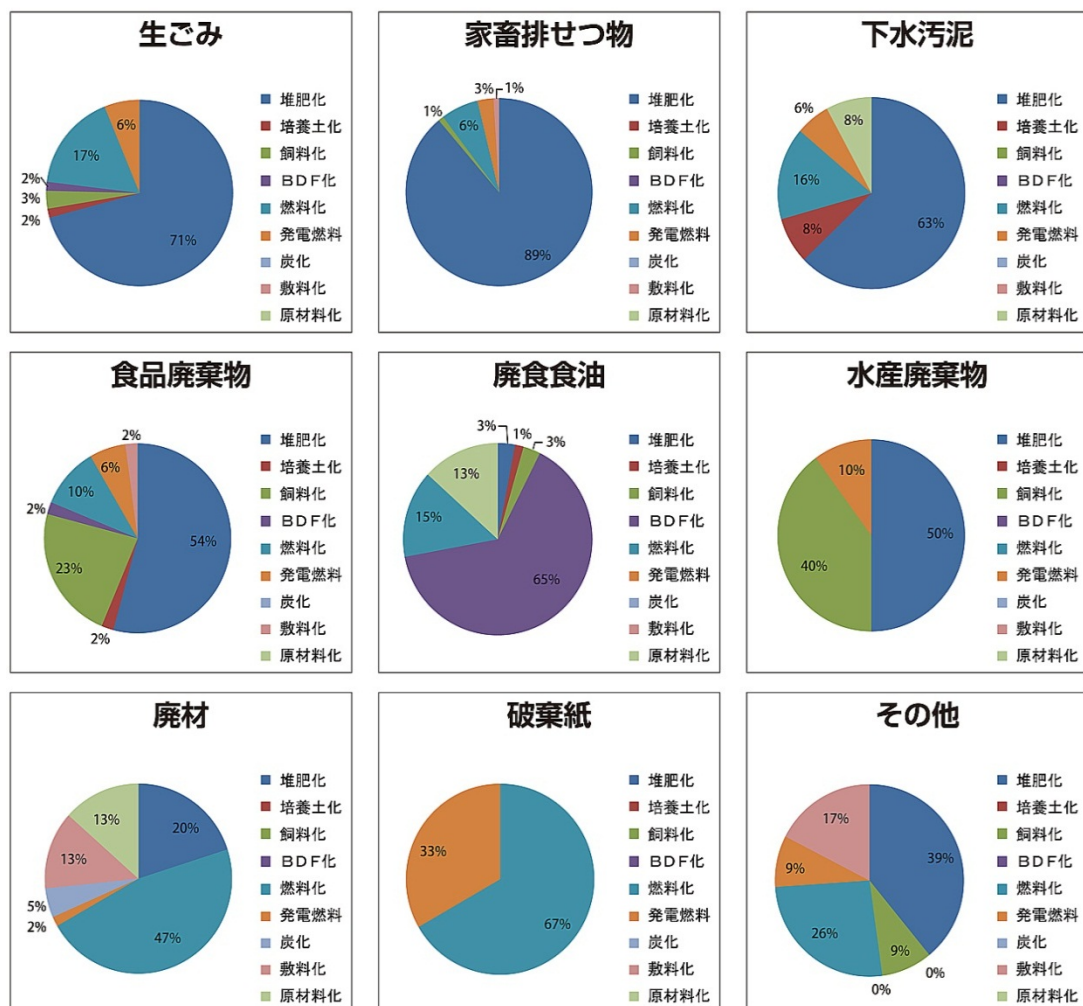 生ごみ
6%
17%
2%
3%
2%
71%
堆肥化
培養土化
飼料化
ＢＤＦ化
燃料化
発電燃料
炭化
敷料化
原材料化
家畜排せつ物
3%
1%
1%
6%
89%
堆肥化
培養土化
飼料化
ＢＤＦ化
燃料化
発電燃料
炭化
敷料化
原材料化
下水汚泥
6%
8%
16%
8%
63%
堆肥化
培養土化
飼料化
ＢＤＦ化
燃料化
発電燃料
炭化
敷料化
原材料化
食品廃棄物
2%
6%
10%
2%
23%
2%
54%
堆肥化
培養土化
飼料化
ＢＤＦ化
燃料化
発電燃料
炭化
敷料化
原材料化
廃食食油
3%
1%
3%
13%
15%
65%
堆肥化
培養土化
飼料化
ＢＤＦ化
燃料化
発電燃料
炭化
敷料化
原材料化
水産廃棄物
10%
40%
50%
堆肥化
培養土化
飼料化
ＢＤＦ化
燃料化
発電燃料
炭化
敷料化
原材料化
廃材
13%
20%
13%
5%
2%
47%
堆肥化
培養土化
飼料化
ＢＤＦ化
燃料化
発電燃料
炭化
敷料化
原材料化
破棄紙
33%
67%
堆肥化
培養土化
飼料化
ＢＤＦ化
燃料化
発電燃料
炭化
敷料化
原材料化
その他
17%
39%
9%
26%
9%
0%
0%
堆肥化
培養土化
飼料化
ＢＤＦ化
燃料化
発電燃料
炭化
敷料化
原材料化